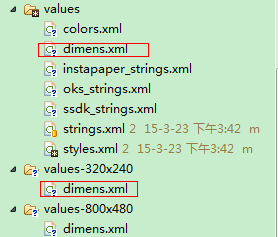 values
colors.xml
dimens.xml
instapaper_strings.xml
oks_strings.xml
ssdk_strings.xml
strings.xml 2 15-3-23 下午3:42 m
styles.xml 2 15-3-23 下午3:42 m
values-320x240
dimens.xml
values-800x480
dimens.xml